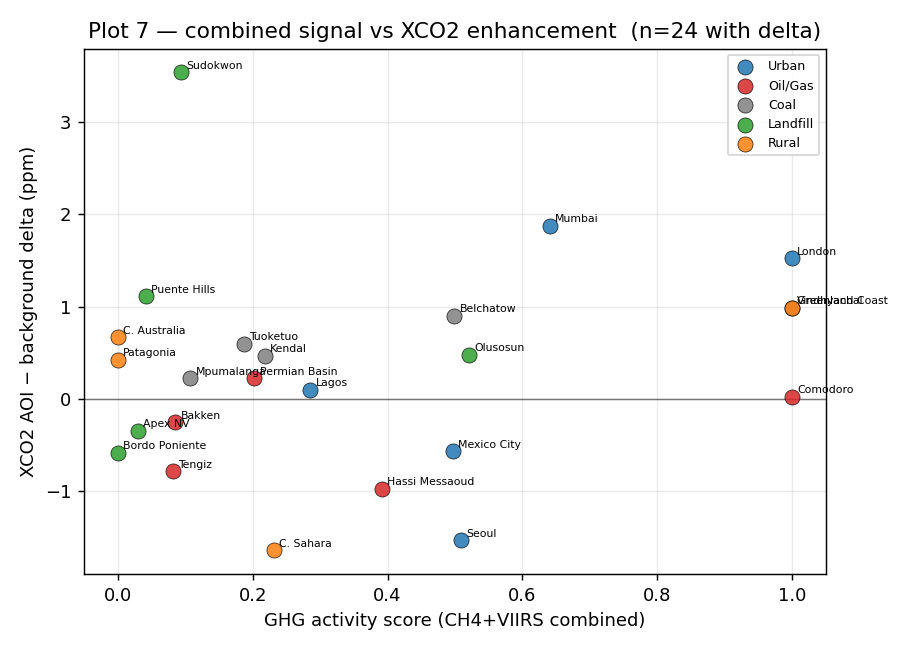 Plot 7 — combined signal vs XCO2 enhancement (n=24 with delta)
Urban
Oil/Gas
Coal
Landfill
Rural
Sudokwon
Mumbai
London
Puente Hills
Belchatow
C. Australia
Tuoketuo
Patagonia
Kendal
Olusosun
Mpumalanga
Permian Basin
Lagos
Comodoro
Bakken
Apex NV
Bordo Poniente
Mexico City
Tengiz
Hassi Messaoud
Seoul
C. Sahara
3
2
1
0
−1
XCO2 AOI − background delta (ppm)
0.0 0.2 0.4 0.6 0.8 1.0
GHG activity score (CH4+VIIRS combined)